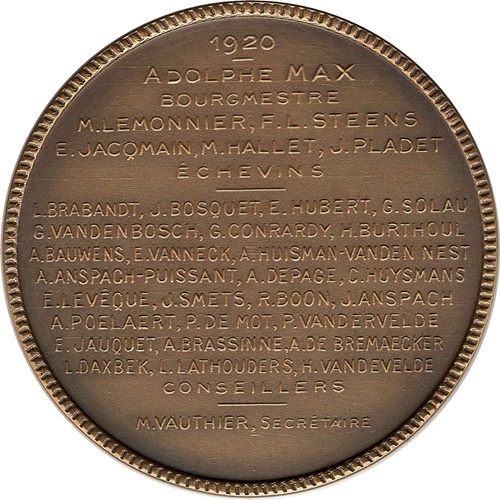 1920
ADOLPHE MAX
BOURGMESTRE
M.LEMONNIER, F.L.STEENS
E.JACQMAIN, M.HALLET, J.PLADET
ÉCHEVINS
L.BRABANDT, J.BOSQUET, E.HUBERT, G.SOLAU
G.VANDENBOSCH, G.CONRARDY, H.BURTHOUL
A.BAUWENS, E.VANNECK, A.HUISMAN-VANDEN NEST
A.ANSPACH-PUISSANT, A.DEPAGE, C.HUYSMANS
E.LEVÊQUE, J.SMETS, R.BOON, J.ANSPACH
A.POELAERT, P.DE MOT, P.VANDERVELDE
E.JAUQUET, A.BRASSINNE, A.DE BREMAECKER
L.DAXBEK, L.LATHOUDERS, H.VANDEVELDE
CONSEILLERS
M.VAUTHIER, SECRÉTAIRE